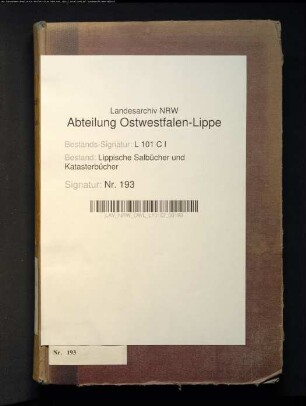 Landesarchiv NRW
Abteilung Ostwestfalen-Lippe
Bestands-Signatur: L 101 C I
Bestand: Lippische Salbücher und
Katasterbücher
Signatur: Nr. 193
Nr. 193